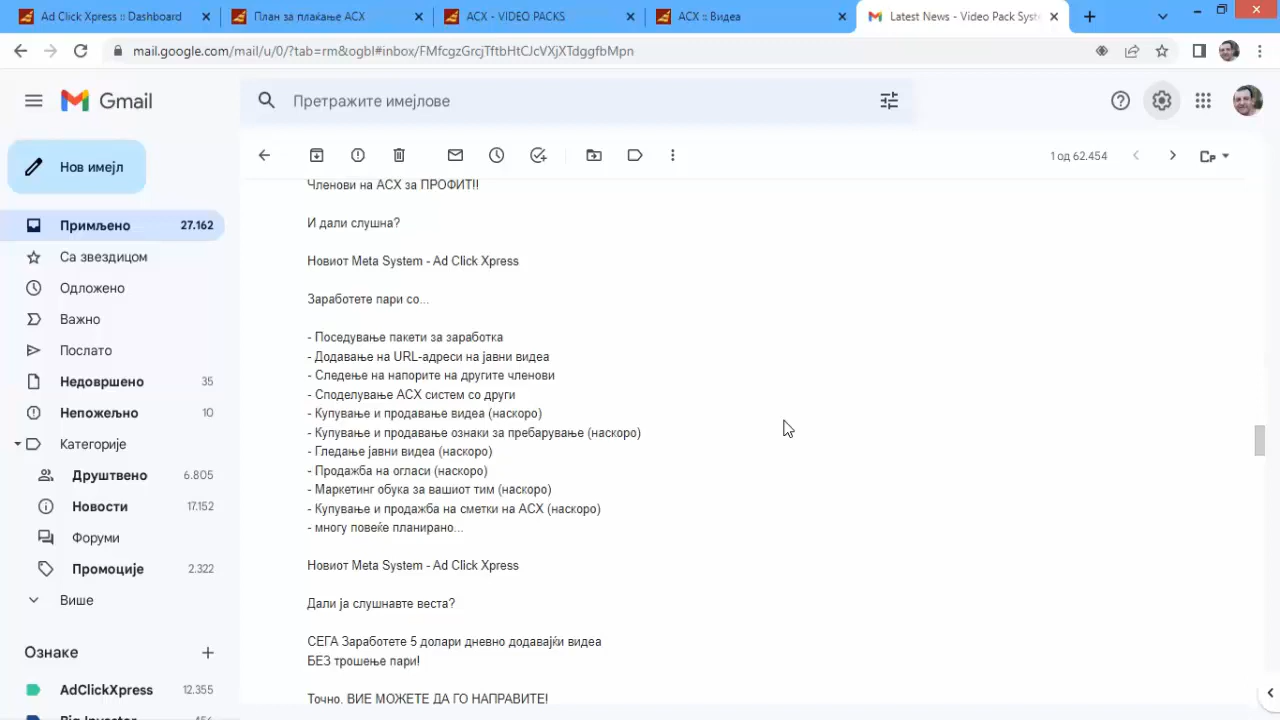 Ad Click Xpress :: Dashboard
План за плаќање ACX
ACX - VIDEO PACKS
ACX :: Видеа
Latest News - Video Pack Syst
mail.google.com/mail/u/0/?tab=rm&ogbl#inbox/FMfcgzGrcjTftbHtCJcVXjXTdggfbMpn
Gmail
Претражите имејлове
Нов имејл
1 од 62.454
Ср
Примљено 27.162
Са звездицом
Одложено
Важно
Послато
Недовршено 35
Непожељно 10
Категорије
Друштвено 6.805
Новости 17.152
Форуми
Промоције 2.322
Више
Ознаке
AdClickXpress 12.355
Big Investor 456
Членови на ACX за ПРОФИТ!!
И дали слушна?
Новиот Meta System - Ad Click Xpress
Заработете пари со...
- Поседување пакети за заработка
- Додавање на URL-адреси на јавни видеа
- Следење на напорите на другите членови
- Споделување ACX систем со други
- Купување и продавање видеа (наскоро)
- Купување и продавање ознаки за пребарување (наскоро)
- Гледање јавни видеа (наскоро)
- Продажба на огласи (наскоро)
- Маркетинг обука за вашиот тим (наскоро)
- Купување и продажба на сметки на ACX (наскоро)
- многу повеќе планирано...
Новиот Meta System - Ad Click Xpress
Дали ја слушнавте веста?
СЕГА Заработете 5 долари дневно додавајќи видеа
БЕЗ трошење пари!
Точно, ВИЕ МОЖЕТЕ ДА ГО НАПРАВИТЕ!